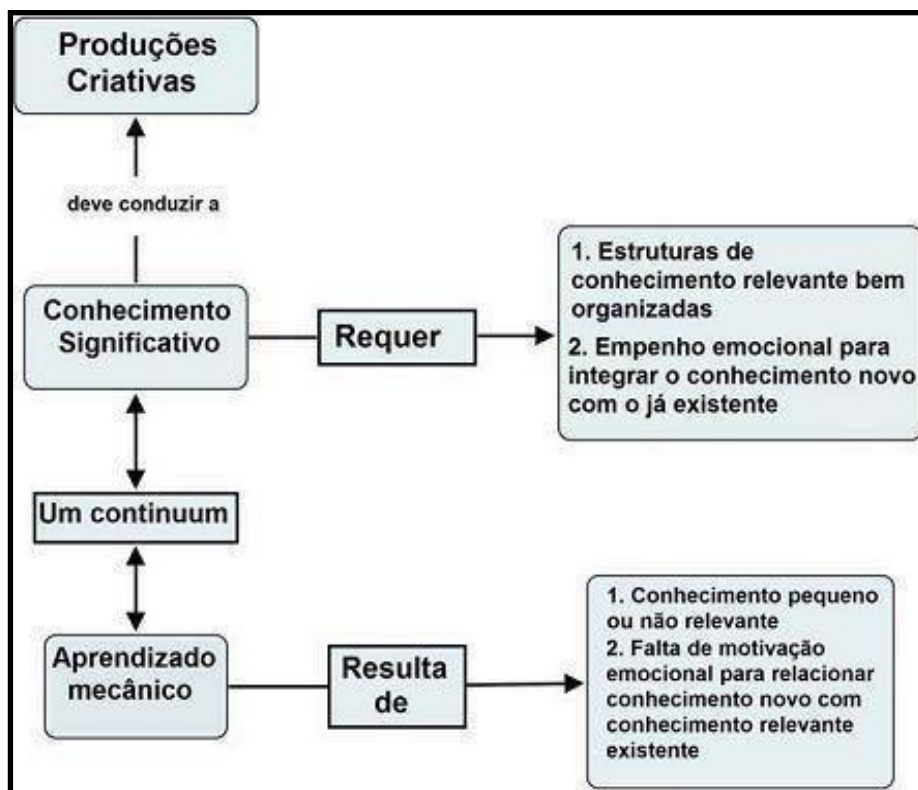 Produções
Criativas
deve conduzir a
Conhecimento
Significativo
Requer
1. Estruturas de
conhecimento relevante bem
organizadas
2. Empenho emocional para
integrar o conhecimento novo
com o já existente
Um continuum
Aprendizado
mecânico
Resulta
de
1. Conhecimento pequeno
ou não relevante
2. Falta de motivação
emocional para relacionar
conhecimento novo com
conhecimento relevante
existente